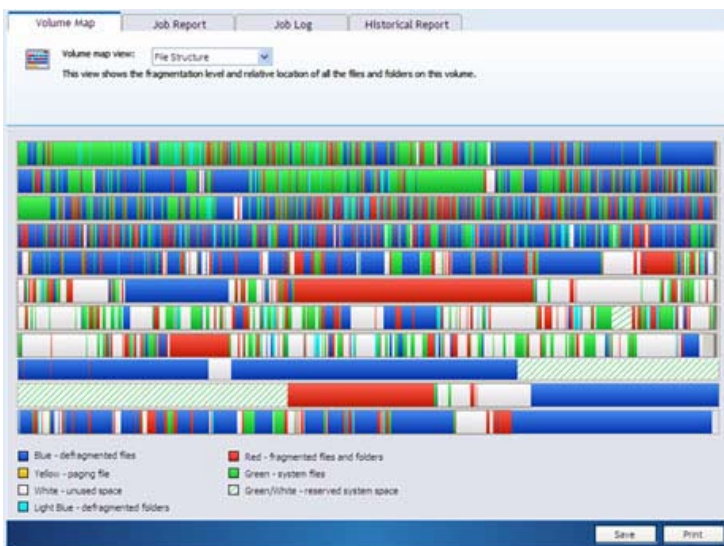 Volume Map Job Report Job Log Historical Report
Volume map view: File Structure
This view shows the fragmentation level and relative location of all the files and folders on this volume.
Blue - defragmented files Red - fragmented files and folders
Yellow - paging file Green - system files
White - unused space Green/White - reserved system space
Light Blue - defragmented folders
Save Print